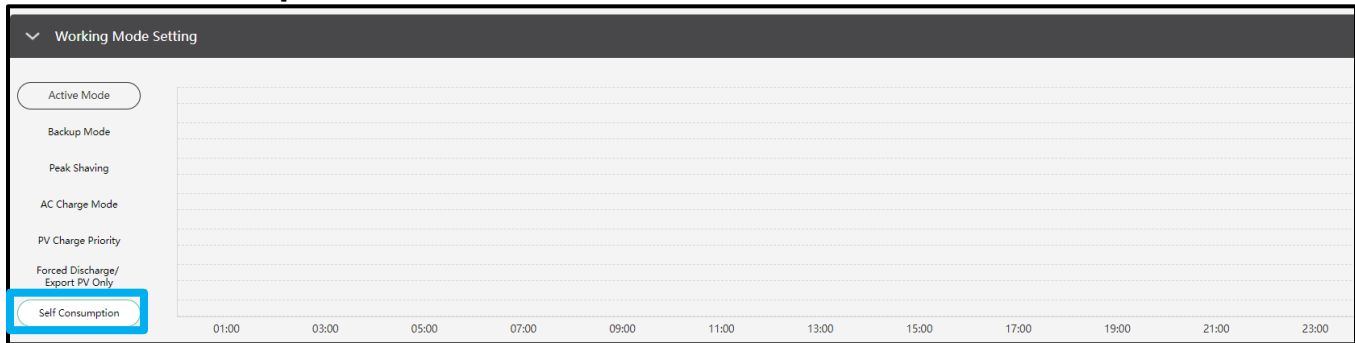 Working Mode Setting
Active Mode
Backup Mode
Peak Shaving
AC Charge Mode
PV Charge Priority
Forced Discharge/
Export PV Only
Self Consumption
01:00 03:00 05:00 07:00 09:00 11:00 13:00 15:00 17:00 19:00 21:00 23:00